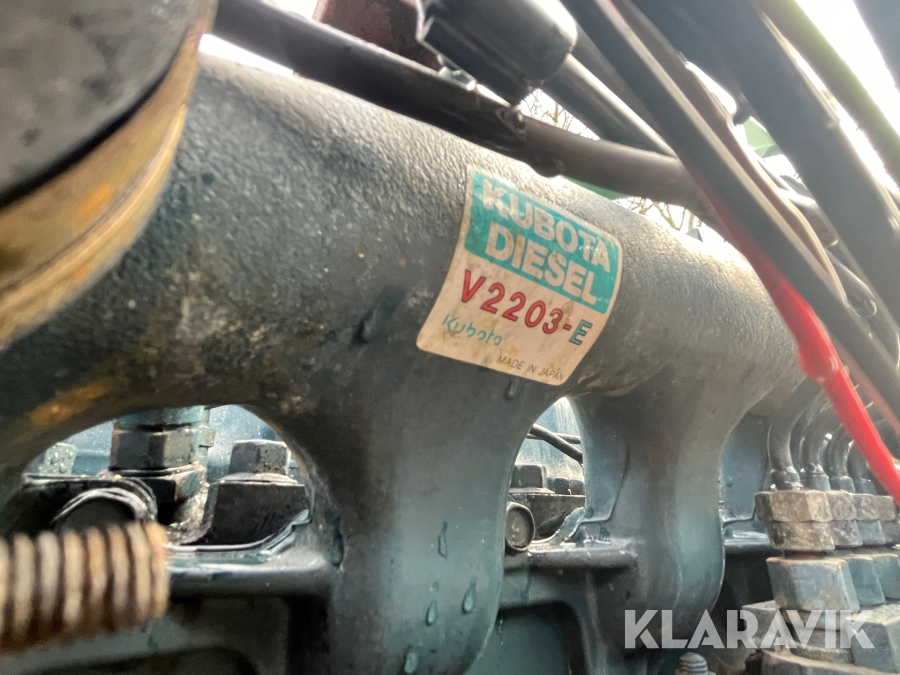 KUBOTA
DIESEL
V2203-E
Kubota
MADE IN JAPAN
KLARAVIK